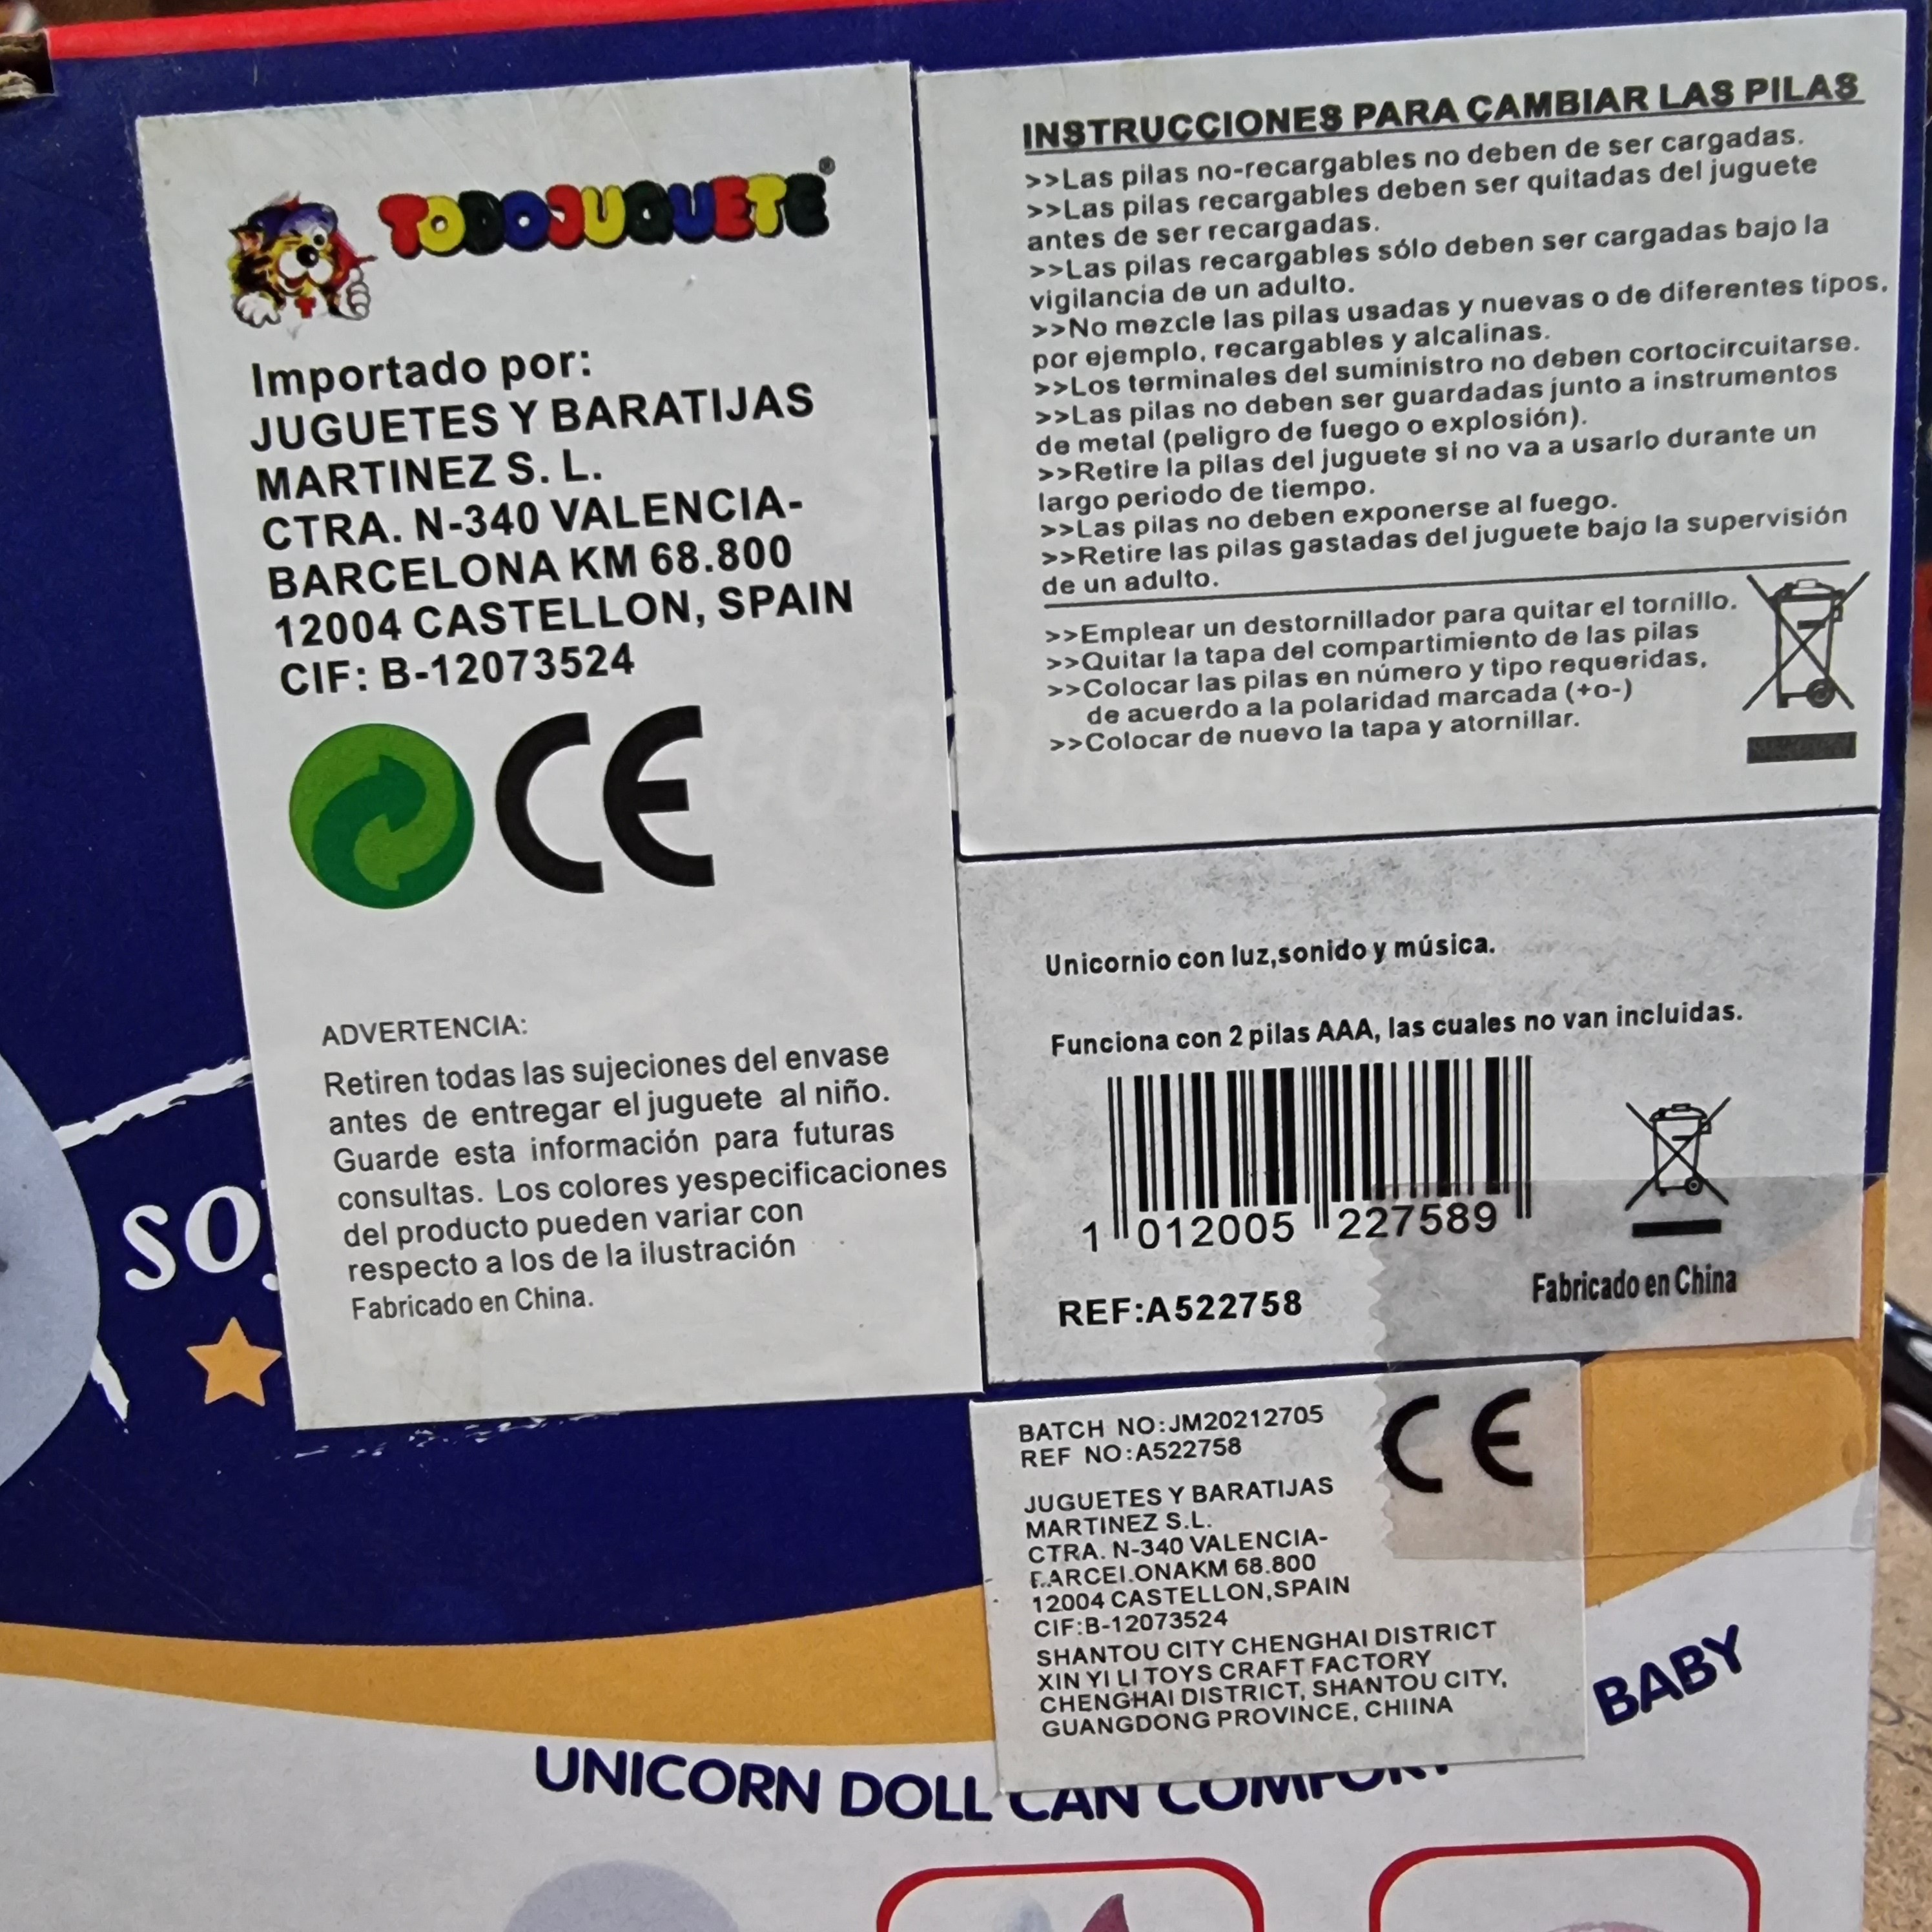 TODOJUGUETE®
Importado por:
JUGUETES Y BARATIJAS
MARTINEZ S. L.
CTRA. N-340 VALENCIA-
BARCELONA KM 68.800
12004 CASTELLON, SPAIN
CIF: B-12073524
CE
ADVERTENCIA:
Retiren todas las sujeciones del envase
antes de entregar el juguete al niño.
Guarde esta información para futuras
consultas. Los colores yespecificaciones
del producto pueden variar con
respecto a los de la ilustración
Fabricado en China.
INSTRUCCIONES PARA CAMBIAR LAS PILAS
>>Las pilas no-recargables no deben de ser cargadas.
>>Las pilas recargables deben ser quitadas del juguete
antes de ser recargadas.
>>Las pilas recargables sólo deben ser cargadas bajo la
vigilancia de un adulto.
>>No mezcle las pilas usadas y nuevas o de diferentes tipos,
por ejemplo, recargables y alcalinas.
>>Los terminales del suministro no deben cortocircuitarse.
>>Las pilas no deben ser guardadas junto a instrumentos
de metal (peligro de fuego o explosión).
>>Retire la pilas del juguete si no va a usarlo durante un
largo periodo de tiempo.
>>Las pilas no deben exponerse al fuego.
>>Retire las pilas gastadas del juguete bajo la supervisión
de un adulto.
>>Emplear un destornillador para quitar el tornillo.
>>Quitar la tapa del compartimiento de las pilas
>>Colocar las pilas en número y tipo requeridas,
de acuerdo a la polaridad marcada (+o-)
>>Colocar de nuevo la tapa y atornillar.
Unicornio con luz,sonido y música.
Funciona con 2 pilas AAA, las cuales no van incluidas.
1 012005 227589
REF:A522758
Fabricado en China
BATCH NO:JM20212705
REF NO:A522758
CE
JUGUETES Y BARATIJAS
MARTINEZ S.L.
CTRA. N-340 VALENCIA-
BARCELONAKM 68.800
12004 CASTELLON,SPAIN
CIF:B-12073524
SHANTOU CITY CHENGHAI DISTRICT
XIN YI LI TOYS CRAFT FACTORY
CHENGHAI DISTRICT, SHANTOU CITY,
GUANGDONG PROVINCE, CHIINA
UNICORN DOLL CAN COMFORT BABY